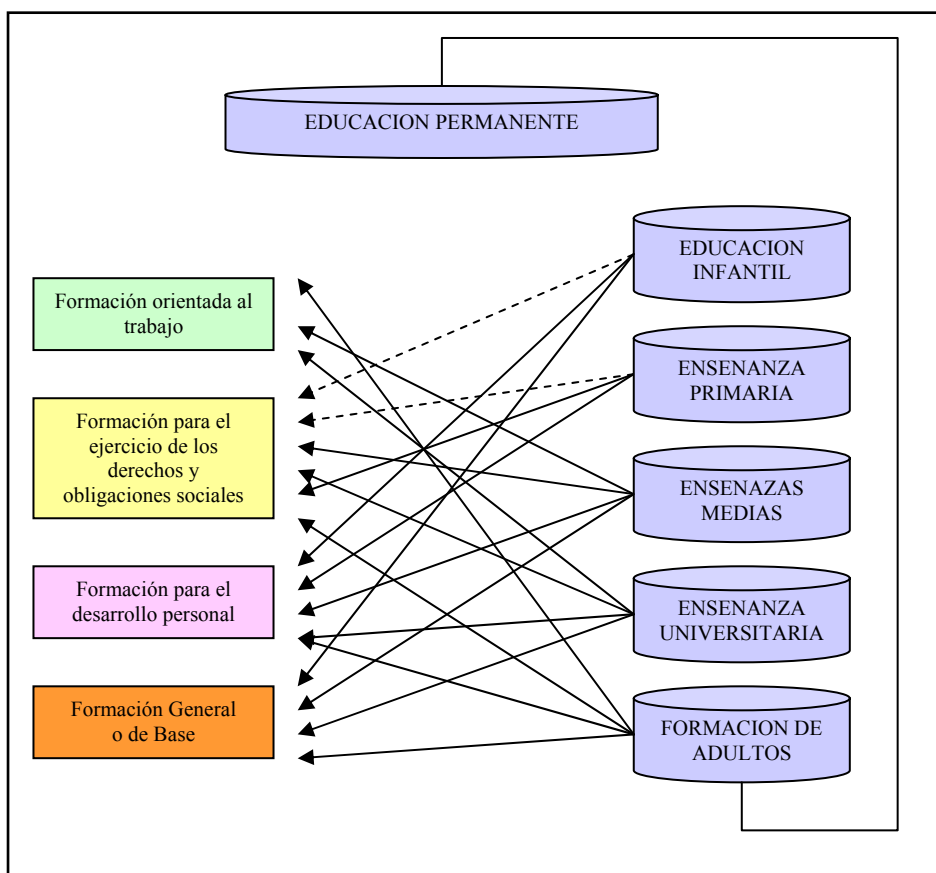 EDUCACION PERMANENTE
EDUCACION
INFANTIL
Formación orientada al
trabajo
ENSENANZA
PRIMARIA
Formación para el
ejercicio de los
derechos y
obligaciones sociales
ENSENAZAS
MEDIAS
Formación para el
desarrollo personal
ENSENANZA
UNIVERSITARIA
Formación General
o de Base
FORMACION DE
ADULTOS